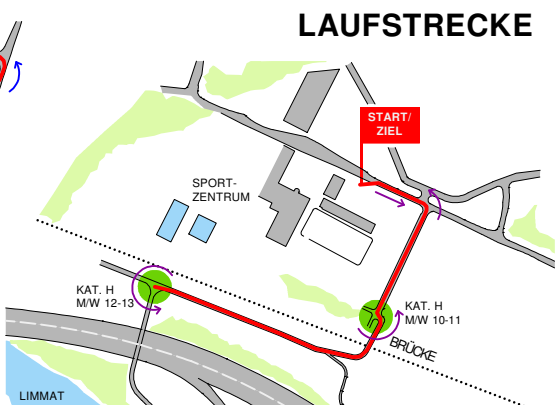 LAUFSTRECKE
START/
ZIEL
SPORT-
ZENTRUM
KAT. H
M/W 12-13
KAT. H
M/W 10-11
BRÜCKE
LIMMAT